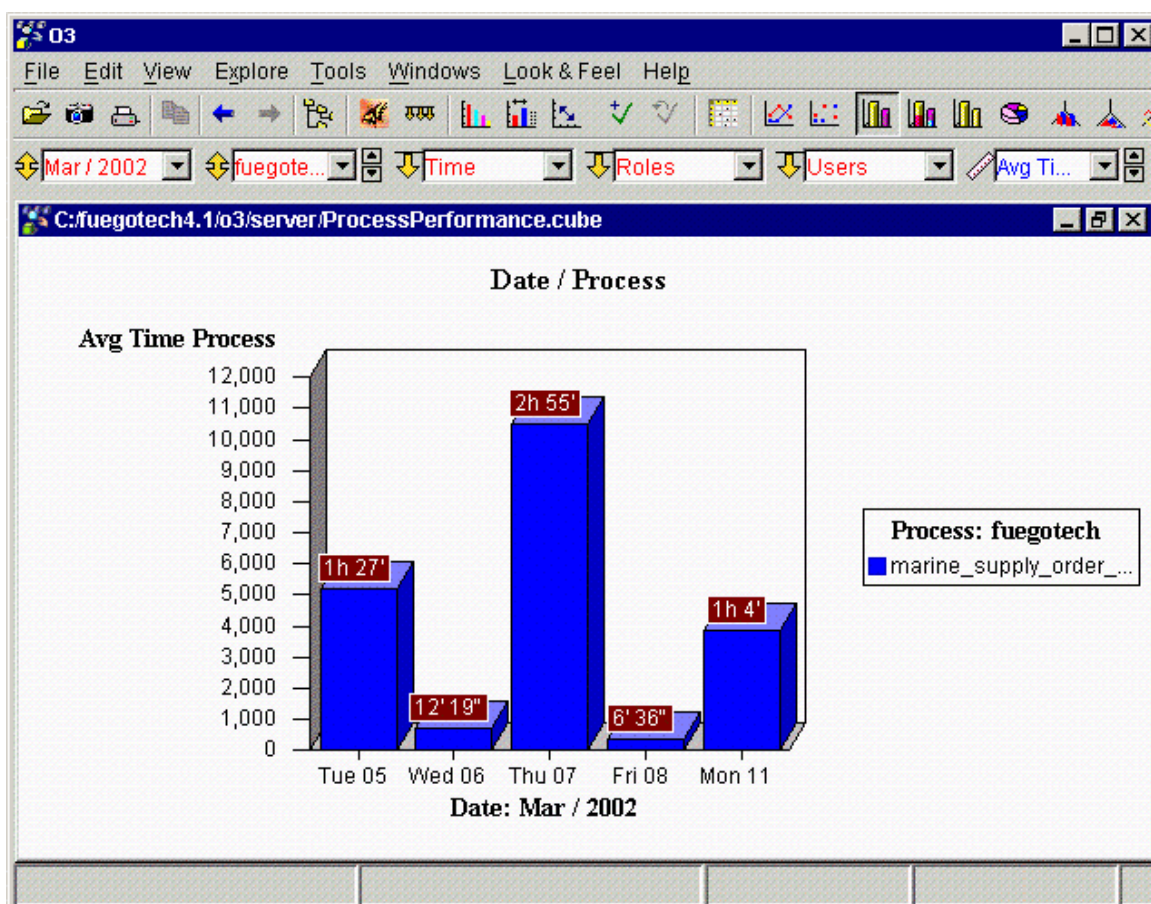 O3
File Edit View Explore Tools Windows Look & Feel Help
Mar / 2002 fuegote... Time Roles Users Avg Ti...
C:/fuegotech4.1/o3/server/ProcessPerformance.cube
Date / Process
Avg Time Process
12,000
11,000
10,000
9,000
8,000
7,000
6,000
5,000
4,000
3,000
2,000
1,000
0
1h 27'
12' 19"
2h 55'
6' 36"
1h 4'
Tue 05 Wed 06 Thu 07 Fri 08 Mon 11
Date: Mar / 2002
Process: fuegotech
marine_supply_order_...